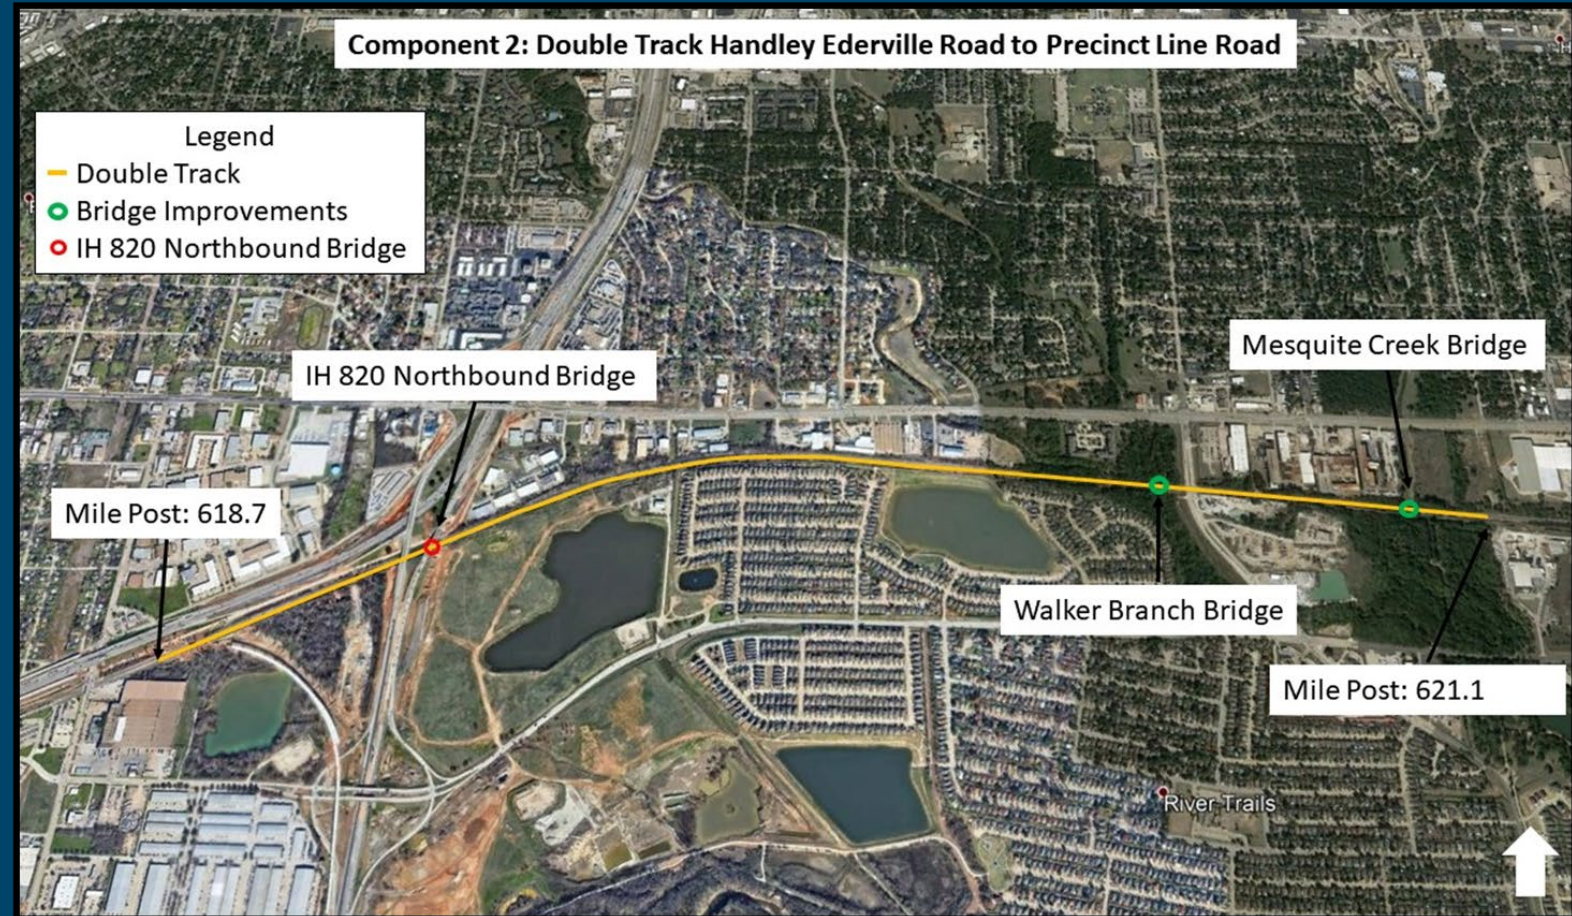 Component 2: Double Track Handley Ederville Road to Precinct Line Road
Legend
Double Track
Bridge Improvements
IH 820 Northbound Bridge
IH 820 Northbound Bridge
Mesquite Creek Bridge
Mile Post: 618.7
Walker Branch Bridge
Mile Post: 621.1
River Trails